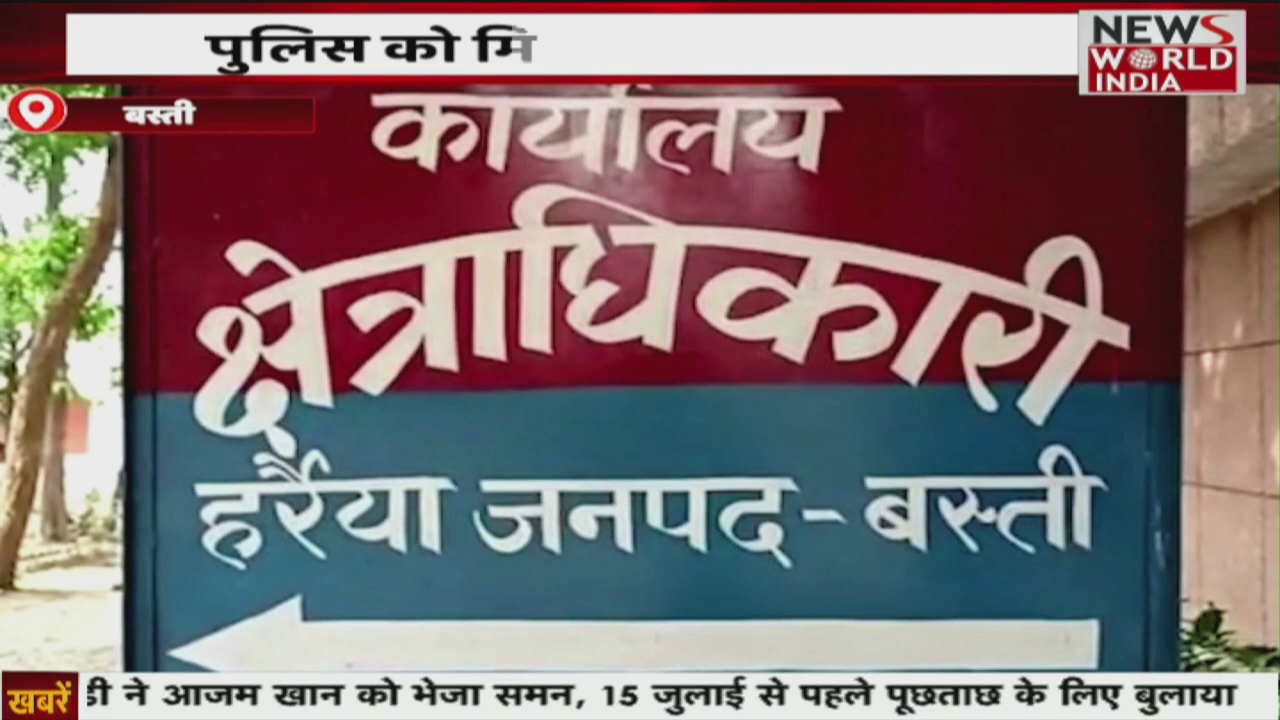 पुलिस को मि
NEWS
WORLD
INDIA
बस्ती
कार्यालय
क्षेत्राधिकारी
हर्रैया जनपद-बस्ती
खबरें
डी ने आजम खान को भेजा समन, 15 जुलाई से पहले पूछताछ के लिए बुलाया